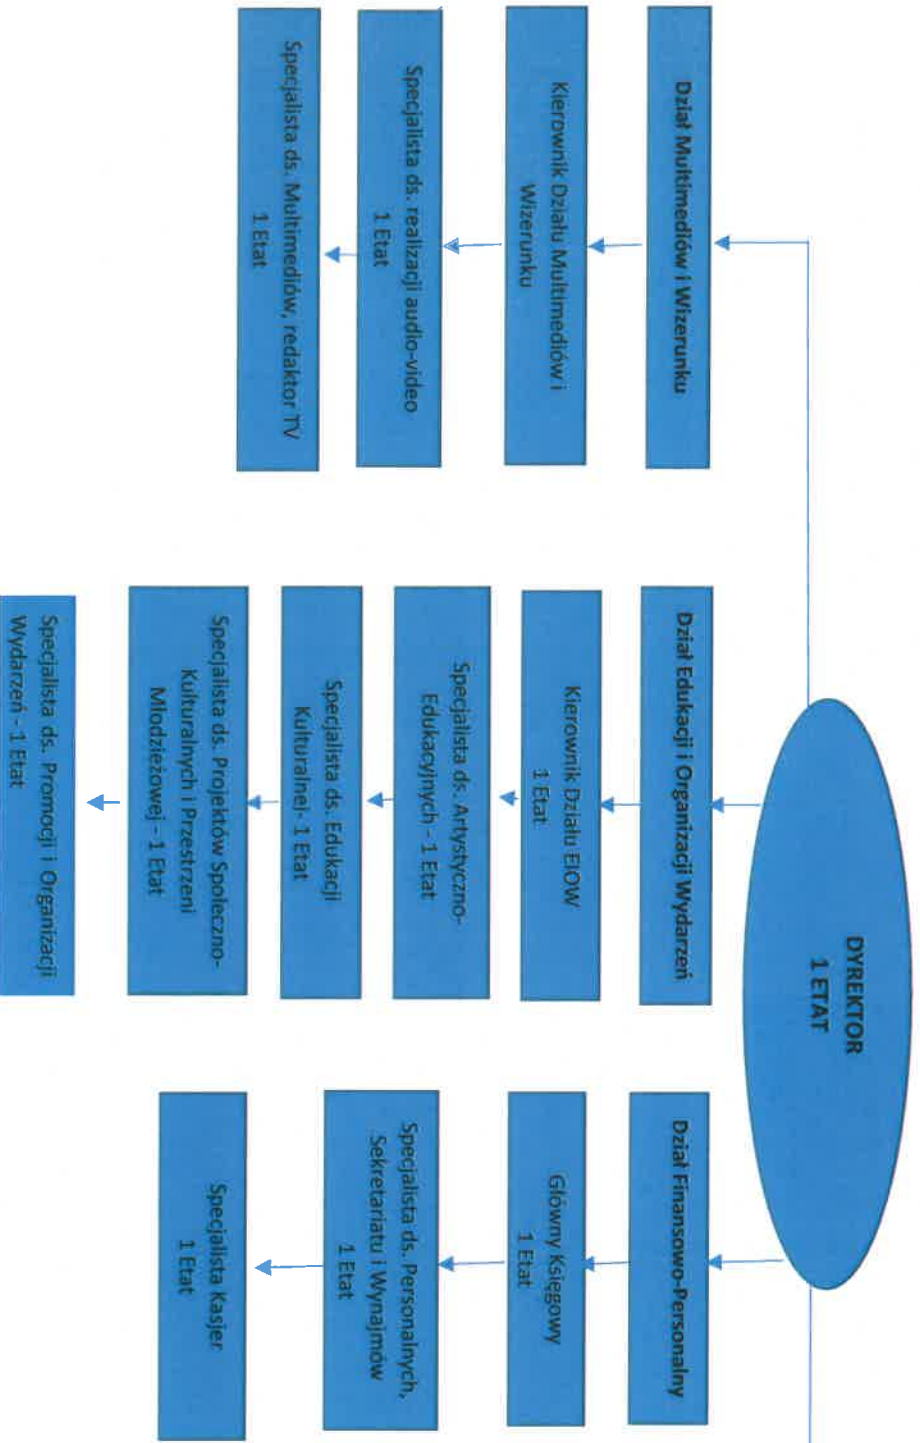 DYREKTOR
1 ETAT
Dział Multimediów i Wizerunku
Kierownik Działu Multimediów i
Wizerunku
Specjalista ds. realizacji audio-video
1 Etat
Specjalista ds. Multimediów, redaktor TV
1 Etat
Dział Edukacji i Organizacji Wydarzeń
Kierownik Działu EIOW
1 Etat
Specjalista ds. Artystyczno-
Edukacyjnych - 1 Etat
Specjalista ds. Edukacji
Kulturalnej- 1 Etat
Specjalista ds. Projektów Społeczno-
Kulturalnych i Przestrzeni
Młodzieżowej - 1 Etat
Specjalista ds. Promocji i Organizacji
Wydarzeń - 1 Etat
Dział Finansowo-Personalny
Główny Księgowy
1 Etat
Specjalista ds. Personalnych,
Sekretariatu i Wynajmów
1 Etat
Specjalista Kasjer
1 Etat